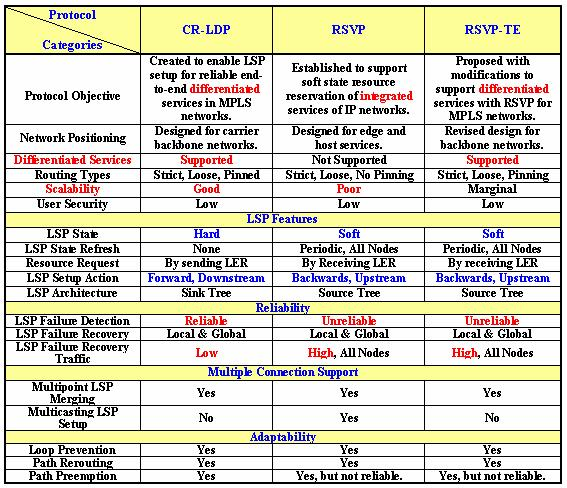 Protocol
Categories
CR-LDP RSVP RSVP-TE
Protocol Objective
Created to enable LSP
setup for reliable end-
to-end differentiated
services in MPLS
networks.
Established to support
soft state resource
reservation of integrated
services of IP networks.
Proposed with
modifications to
support differentiated
services with RSVP for
MPLS networks.
Network Positioning
Designed for carrier
backbone networks.
Designed for edge and
host services.
Revised design for
backbone networks.
Differentiated Services Supported Not Supported Supported
Routing Types Strict, Loose, Pinned Strict, Loose, No Pinning Strict, Loose, Pinning
Scalability Good Poor Marginal
User Security Low Low Low
LSP Features
LSP State Hard Soft Soft
LSP State Refresh None Periodic, All Nodes Periodic, All Nodes
Resource Request By sending LER By Receiving LER By receiving LER
LSP Setup Action Forward, Downstream Backwards, Upstream Backwards, Upstream
LSP Architecture Sink Tree Source Tree Source Tree
Reliability
LSP Failure Detection Reliable Unreliable Unreliable
LSP Failure Recovery Local & Global Local & Global Local & Global
LSP Failure Recovery
Traffic
Low High, All Nodes High, All Nodes
Multiple Connection Support
Multipoint LSP
Merging
Yes Yes Yes
Multicasting LSP
Setup
No Yes No
Adaptability
Loop Prevention Yes Yes Yes
Path Rerouting Yes Yes Yes
Path Preemption Yes Yes, but not reliable. Yes, but not reliable.